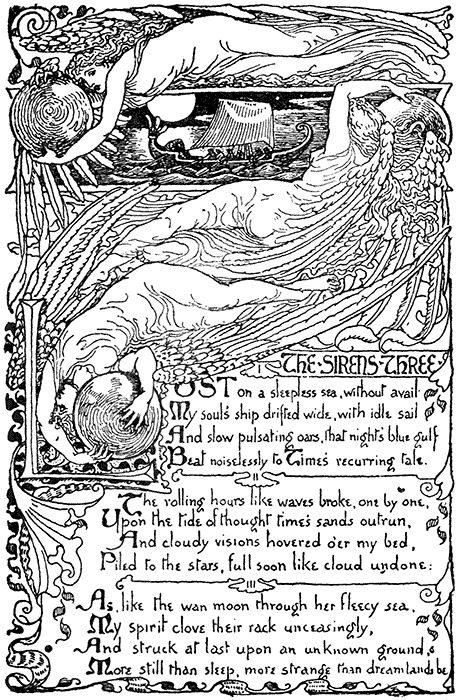 THE·SIRENS·THREE
LOST on a sleepless sea, without avail
My soul's ship drifted wide, with idle sail
And slow pulsating oars, that night's blue gulf
Beat noiselessly to Time's recurring tale.
II
The rolling hours like waves broke, one by one,
Upon the tide of thought time's sands outrun,
And cloudy visions hovered o'er my bed,
Piled to the stars, full soon like cloud undone:
III
As, like the wan moon through her fleecy sea,
My spirit clove their rack unceasingly,
And struck at last upon an unknown ground,
More still than sleep, more strange than dreamlands be